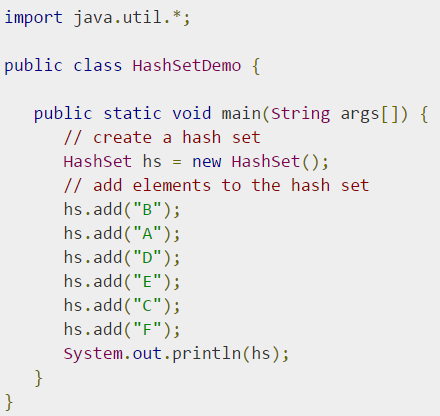 import java.util.*;
public class HashSetDemo {
public static void main(String args[]) {
// create a hash set
HashSet hs = new HashSet();
// add elements to the hash set
hs.add("B");
hs.add("A");
hs.add("D");
hs.add("E");
hs.add("C");
hs.add("F");
System.out.println(hs);
}
}